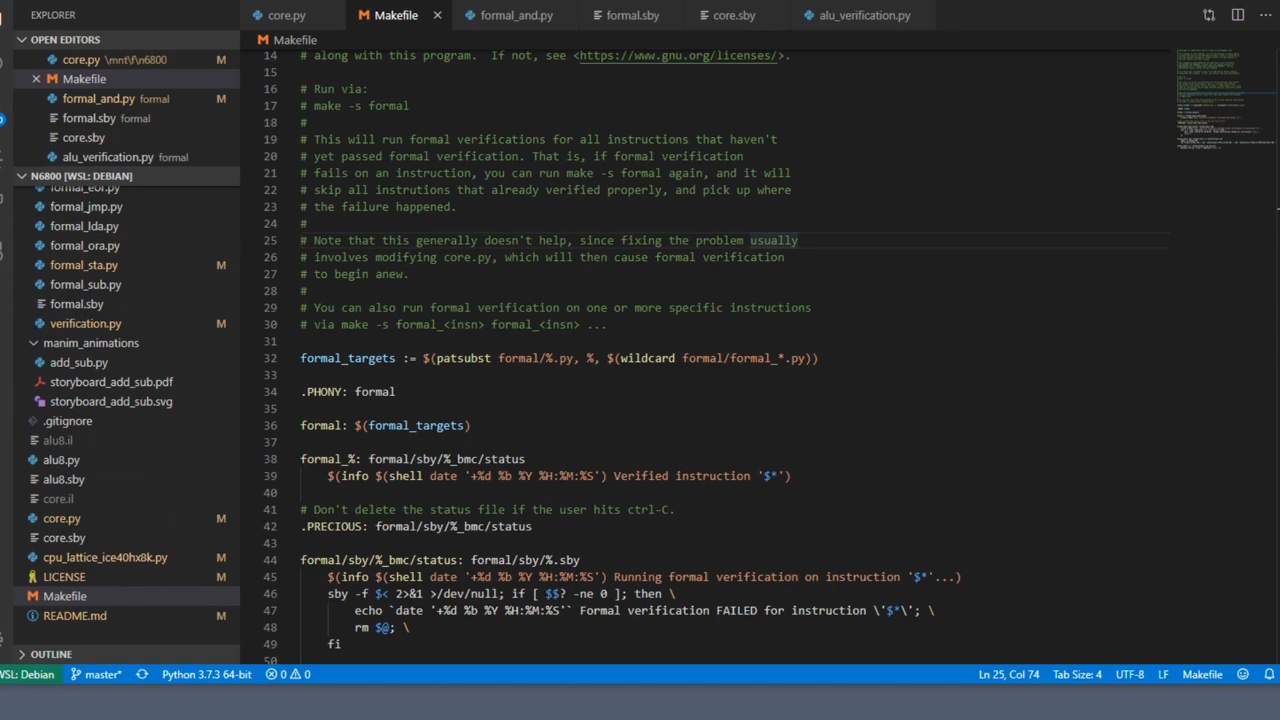 EXPLORER
core.py
Makefile
formal_and.py
formal.sby
core.sby
alu_verification.py
OPEN EDITORS
core.py \mnt\f\n6800 M
Makefile
formal_and.py formal M
formal.sby formal
core.sby
alu_verification.py formal
N6800 [WSL: DEBIAN]
formal_eor.py
formal_jmp.py
formal_lda.py
formal_ora.py
formal_sta.py M
formal_sub.py
formal.sby
verification.py M
manim_animations
add_sub.py
storyboard_add_sub.pdf
storyboard_add_sub.svg
.gitignore
alu8.il
alu8.py
alu8.sby
core.il
core.py M
core.sby
cpu_lattice_ice40hx8k.py M
LICENSE
Makefile
README.md M
OUTLINE
Makefile
14 # along with this program.  If not, see <https://www.gnu.org/licenses/>.
15
16 # Run via:
17 # make -s formal
18 #
19 # This will run formal verifications for all instructions that haven't
20 # yet passed formal verification. That is, if formal verification
21 # fails on an instruction, you can run make -s formal again, and it will
22 # skip all instrutions that already verified properly, and pick up where
23 # the failure happened.
24 #
25 # Note that this generally doesn't help, since fixing the problem usually
26 # involves modifying core.py, which will then cause formal verification
27 # to begin anew.
28 #
29 # You can also run formal verification on one or more specific instructions
30 # via make -s formal_<insn> formal_<insn> ...
31
32 formal_targets := $(patsubst formal/%.py, %, $(wildcard formal/formal_*.py))
33
34 .PHONY: formal
35
36 formal: $(formal_targets)
37
38 formal_%: formal/sby/%_bmc/status
39 $(info $(shell date '+%d %b %Y %H:%M:%S') Verified instruction '$*')
40
41 # Don't delete the status file if the user hits ctrl-C.
42 .PRECIOUS: formal/sby/%_bmc/status
43
44 formal/sby/%_bmc/status: formal/sby/%.sby
45 $(info $(shell date '+%d %b %Y %H:%M:%S') Running formal verification on instruction '$*'...)
46 sby -f $< 2>&1 >/dev/null; if [ $$? -ne 0 ]; then \
47 echo `date '+%d %b %Y %H:%M:%S'` Formal verification FAILED for instruction \'$*\'; \
48 rm $@; \
49 fi
50
WSL: Debian master* Python 3.7.3 64-bit 0 0 Ln 25, Col 74 Tab Size: 4 UTF-8 LF Makefile